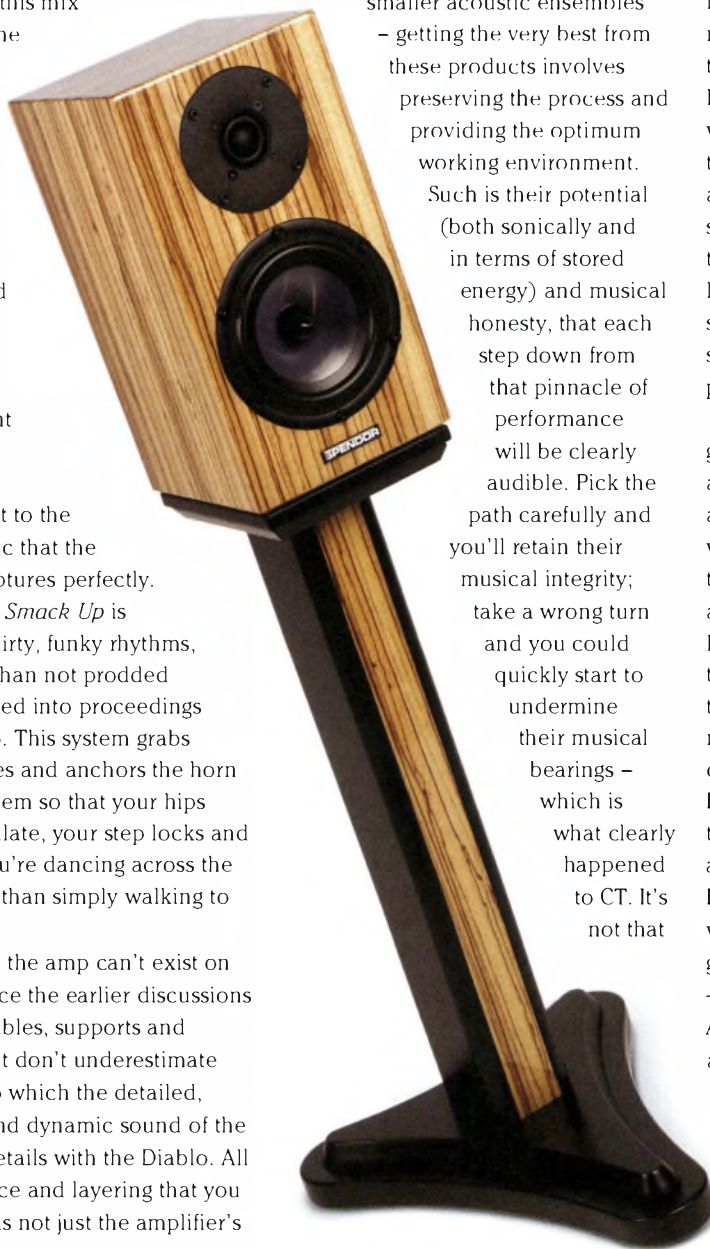 this mix
t to the
c that the
ptures perfectly.
Smack Up is
irty, funky rhythms,
han not prodded
ed into proceedings
. This system grabs
es and anchors the horn
em so that your hips
late, your step locks and
u're dancing across the
than simply walking to
the amp can't exist on
ce the earlier discussions
bles, supports and
t don't underestimate
which the detailed,
nd dynamic sound of the
etails with the Diablo. All
ce and layering that you
s not just the amplifier's
SPENDOR
smaller acoustic ensembles
– getting the very best from
these products involves
preserving the process and
providing the optimum
working environment.
Such is their potential
(both sonically and
in terms of stored
energy) and musical
honesty, that each
step down from
that pinnacle of
performance
will be clearly
audible. Pick the
path carefully and
you'll retain their
musical integrity;
take a wrong turn
and you could
quickly start to
undermine
their musical
bearings –
which is
what clearly
happened
to CT. It's
not that